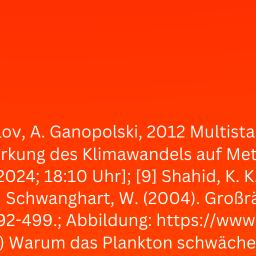 lov, A. Ganopolski, 2012 Multista
rkung des Klimawandels auf Met
2024; 18:10 Uhr]; [9] Shahid, K. K.
Schwanghart, W. (2004). Großrä
92-499.; Abbildung: https://www
) Warum das Plankton schwäche